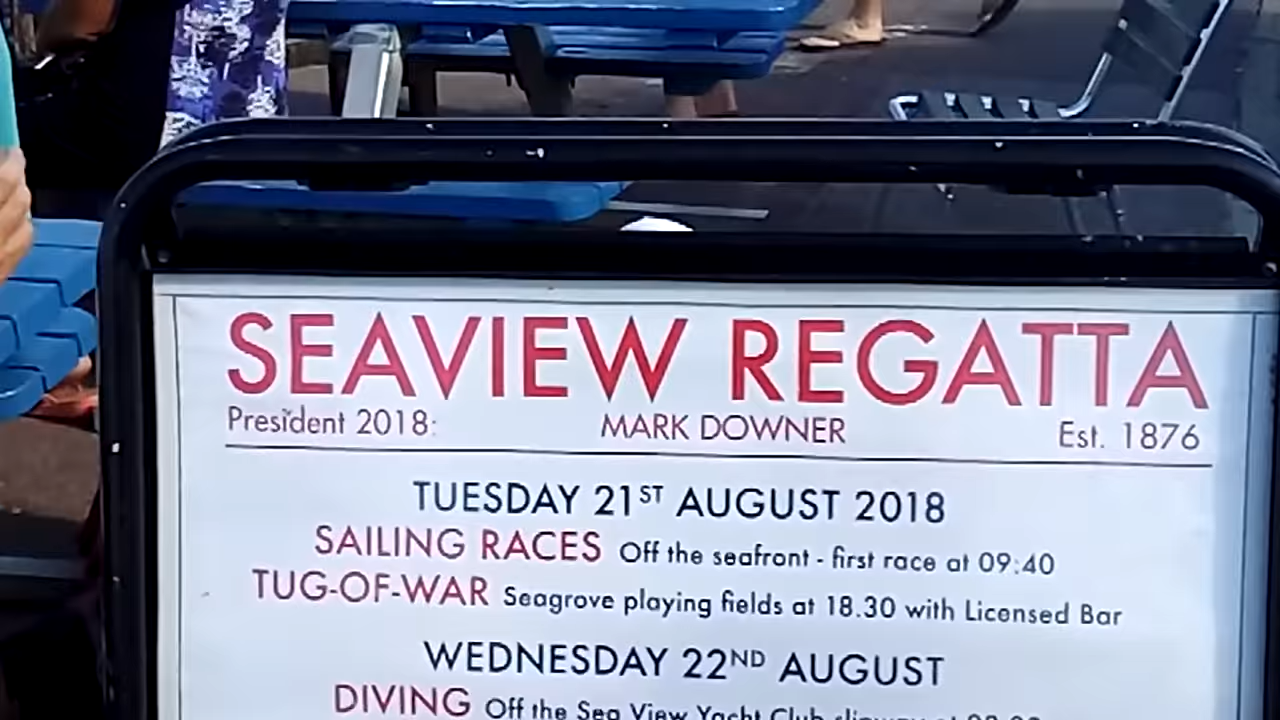 SEAVIEW REGATTA
President 2018: MARK DOWNER Est. 1876
TUESDAY 21ST AUGUST 2018
SAILING RACES Off the seafront - first race at 09:40
TUG-OF-WAR Seagrove playing fields at 18.30 with Licensed Bar
WEDNESDAY 22ND AUGUST
DIVING Off the Sea View Yacht Club slipway at